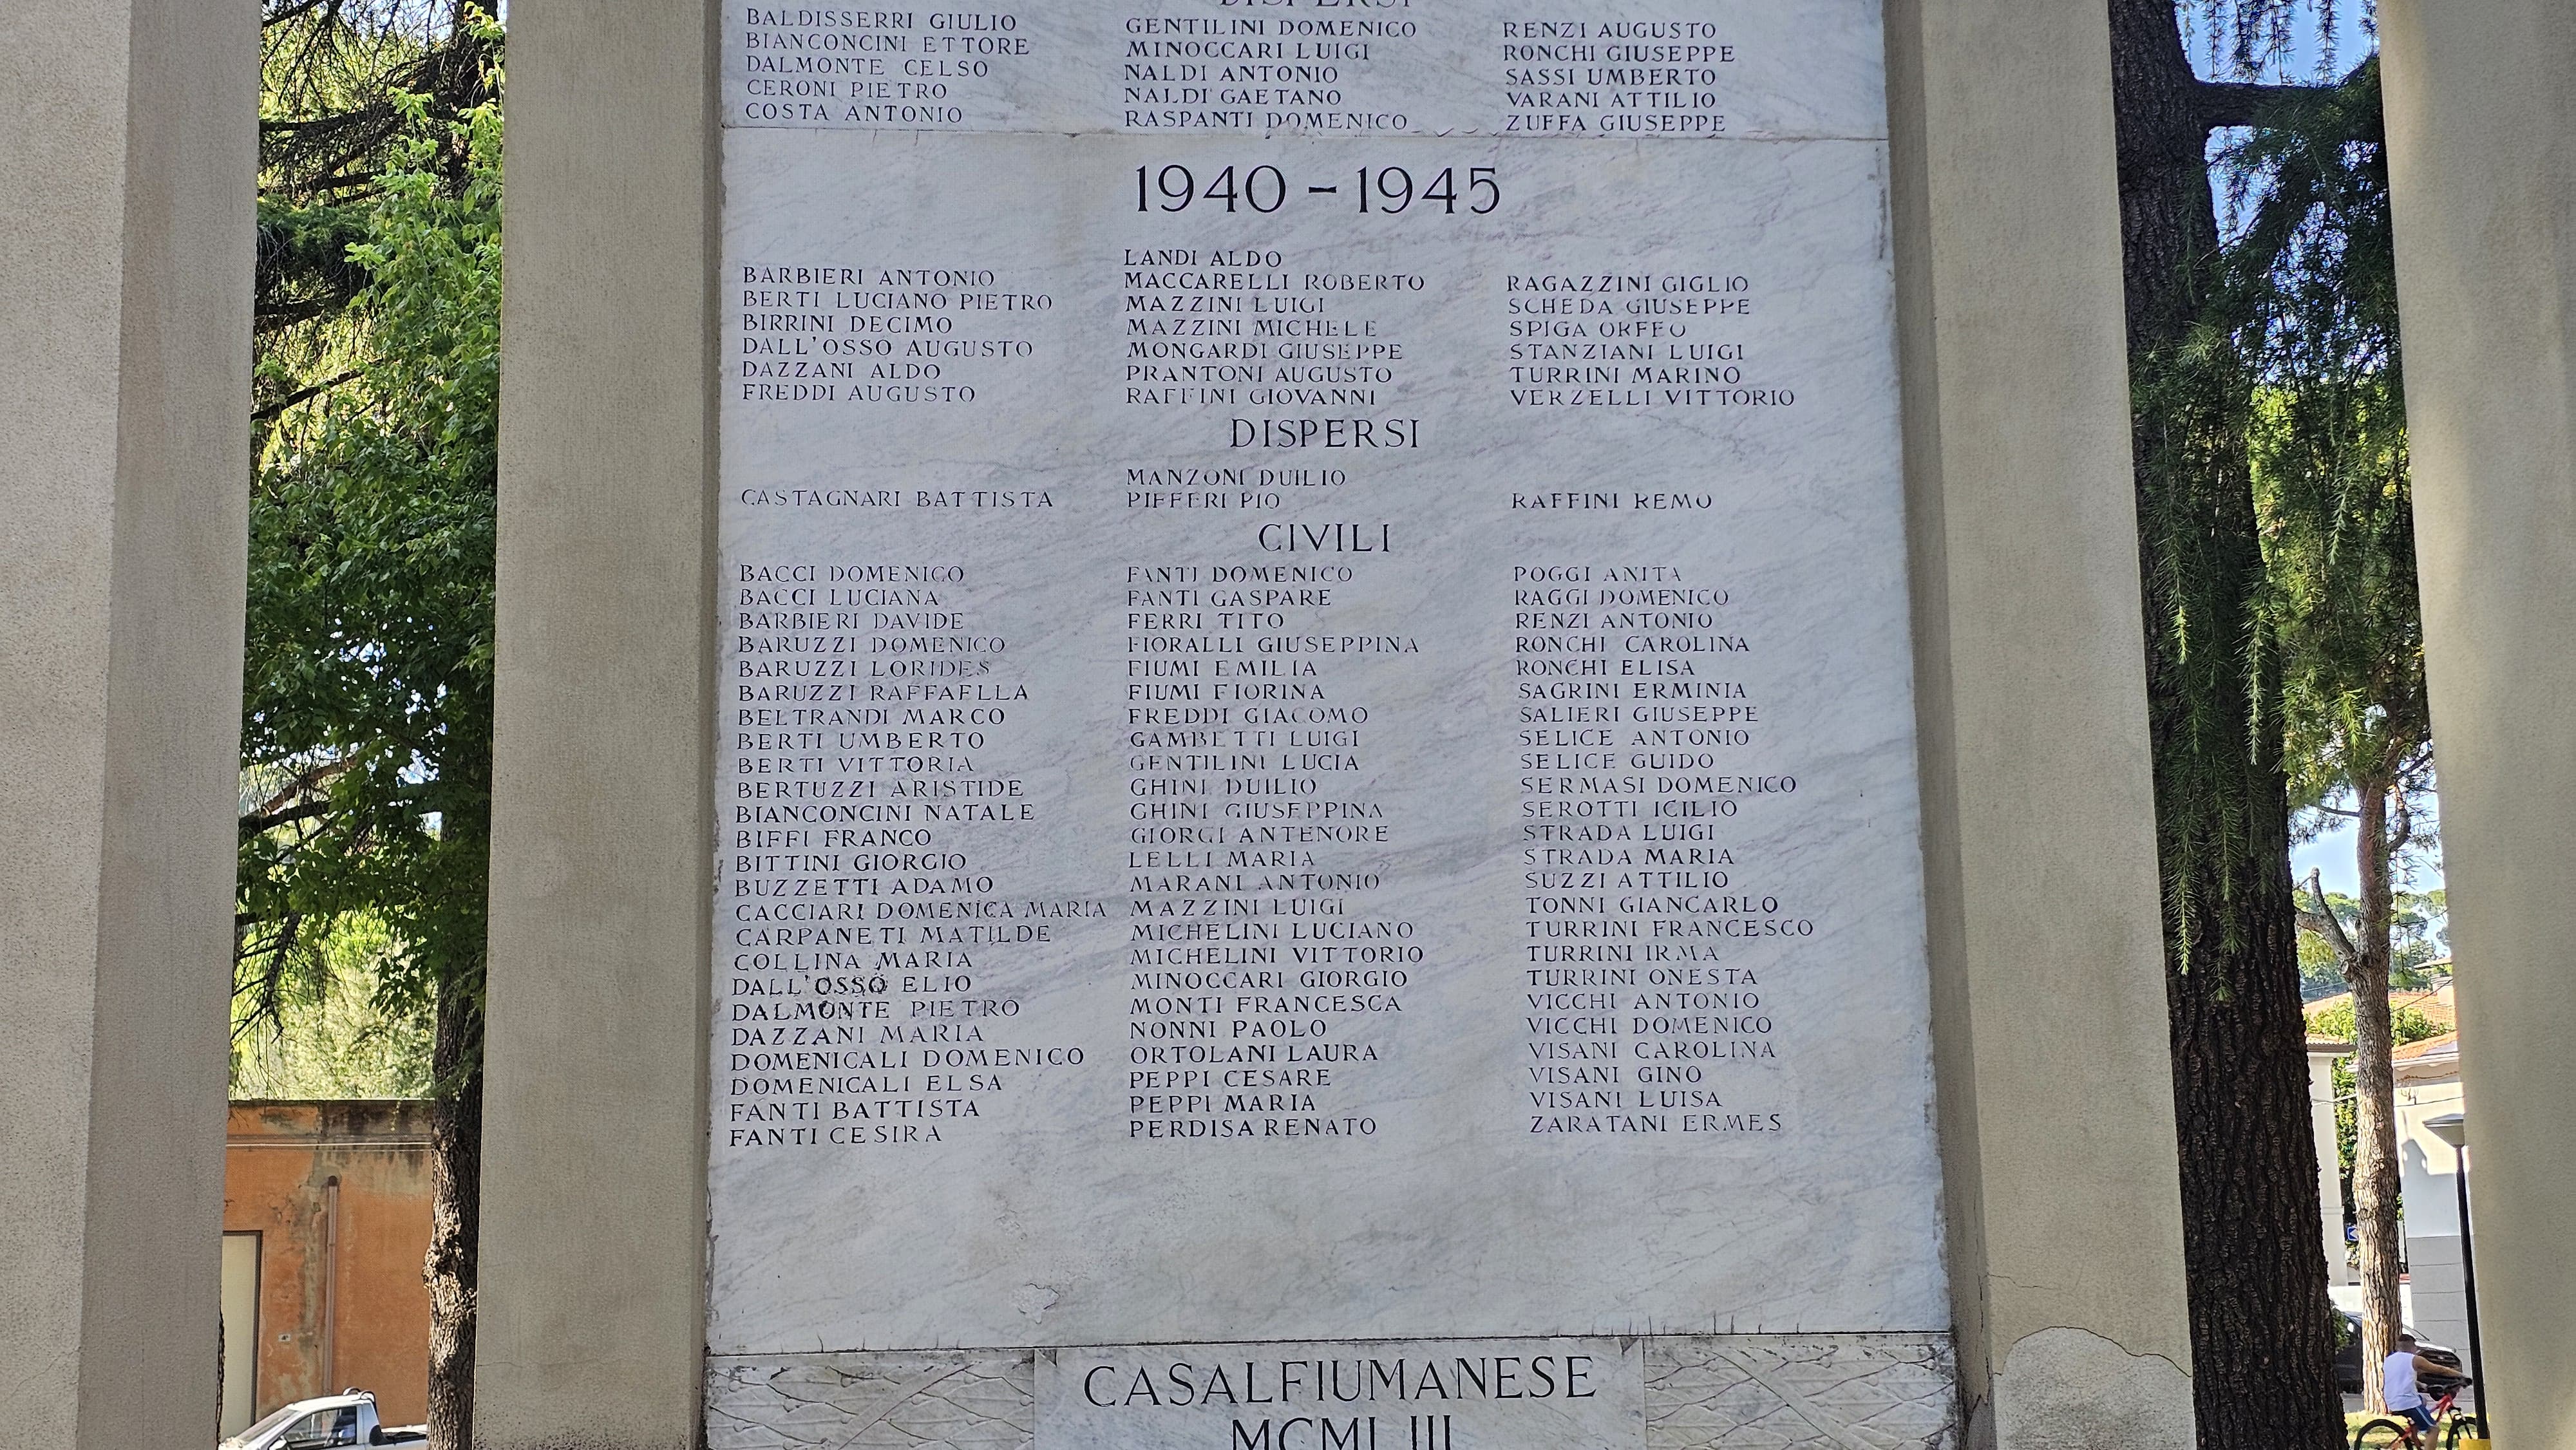 DISPERSI
BALDISSERRI GIULIO
BIANCONCINI ETTORE
DALMONTE CELSO
CERONI PIETRO
COSTA ANTONIO
GENTILINI DOMENICO
MINOCCARI LUIGI
NALDI ANTONIO
NALDI GAETANO
RASPANTI DOMENICO
RENZI AUGUSTO
RONCHI GIUSEPPE
SASSI UMBERTO
VARANI ATTILIO
ZUFFA GIUSEPPE
1940-1945
BARBIERI ANTONIO
BERTI LUCIANO PIETRO
BIRRINI DECIMO
DALL'OSSO AUGUSTO
DAZZANI ALDO
FREDDI AUGUSTO
LANDI ALDO
MACCARELLI ROBERTO
MAZZINI LUIGI
MAZZINI MICHELE
MONGARDI GIUSEPPE
PRANTONI AUGUSTO
RAFFINI GIOVANNI
RAGAZZINI GIGLIO
SCHEDA GIUSEPPE
SPIGA ORFEO
STANZIANI LUIGI
TURRINI MARINO
VERZELLI VITTORIO
DISPERSI
CASTAGNARI BATTISTA
MANZONI DUILIO
PIFFERI PIO
RAFFINI REMO
CIVILI
BACCI DOMENICO
BACCI LUCIANA
BARBIERI DAVIDE
BARUZZI DOMENICO
BARUZZI LORIDES
BARUZZI RAFFAELLA
BELTRANDI MARCO
BERTI UMBERTO
BERTI VITTORIA
BERTUZZI ARISTIDE
BIANCONCINI NATALE
BIFFI FRANCO
BITTINI GIORGIO
BUZZETTI ADAMO
CACCIARI DOMENICA MARIA
CARPANETI MATILDE
COLLINA MARIA
DALL'OSSO ELIO
DALMONTE PIETRO
DAZZANI MARIA
DOMENICALI DOMENICO
DOMENICALI ELSA
FANTI BATTISTA
FANTI CESIRA
FANTI DOMENICO
FANTI GASPARE
FERRI TITO
FIORALLI GIUSEPPINA
FIUMI EMILIA
FIUMI FIORINA
FREDDI GIACOMO
GAMBETTI LUIGI
GENTILINI LUCIA
GHINI DUILIO
GHINI GIUSEPPINA
GIORGI ANTENORE
LELLI MARIA
MARANI ANTONIO
MAZZINI LUIGI
MICHELINI LUCIANO
MICHELINI VITTORIO
MINOCCARI GIORGIO
MONTI FRANCESCA
NONNI PAOLO
ORTOLANI LAURA
PEPPI CESARE
PEPPI MARIA
PERDISA RENATO
POGGI ANITA
RAGGI DOMENICO
RENZI ANTONIO
RONCHI CAROLINA
RONCHI ELISA
SAGRINI ERMINIA
SALIERI GIUSEPPE
SELICE ANTONIO
SELICE GUIDO
SERMASI DOMENICO
SEROTTI ICILIO
STRADA LUIGI
STRADA MARIA
SUZZI ATTILIO
TONNI GIANCARLO
TURRINI FRANCESCO
TURRINI IRMA
TURRINI ONESTA
VICCHI ANTONIO
VICCHI DOMENICO
VISANI CAROLINA
VISANI GINO
VISANI LUISA
ZARATANI ERMES
CASALFIUMANESE
MCMLIII